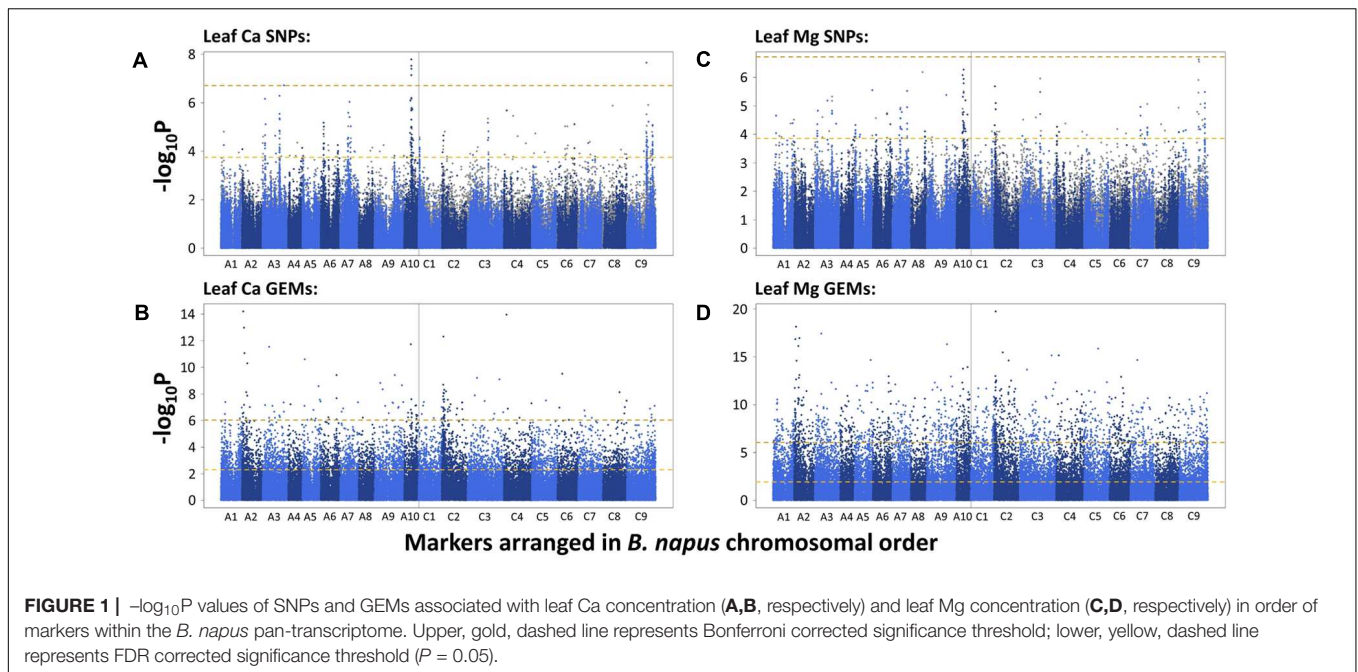 Leaf Ca SNPs:
A
8
6
4
2
0
-log₁₀P
A1 A2 A3 A4 A5 A6 A7 A8 A9 A10 C1 C2 C3 C4 C5 C6 C7 C8 C9
Leaf Mg SNPs:
C
6
5
4
3
2
1
0
A1 A2 A3 A4 A5 A6 A7 A8 A9 A10 C1 C2 C3 C4 C5 C6 C7 C8 C9
Leaf Ca GEMs:
B
14
12
10
8
6
4
2
0
-log₁₀P
A1 A2 A3 A4 A5 A6 A7 A8 A9 A10 C1 C2 C3 C4 C5 C6 C7 C8 C9
Leaf Mg GEMs:
D
20
15
10
5
0
A1 A2 A3 A4 A5 A6 A7 A8 A9 A10 C1 C2 C3 C4 C5 C6 C7 C8 C9
Markers arranged in B. napus chromosomal order
FIGURE 1 | –log₁₀P values of SNPs and GEMs associated with leaf Ca concentration (A,B, respectively) and leaf Mg concentration (C,D, respectively) in order of
markers within the B. napus pan-transcriptome. Upper, gold, dashed line represents Bonferroni corrected significance threshold; lower, yellow, dashed line
represents FDR corrected significance threshold (P = 0.05).